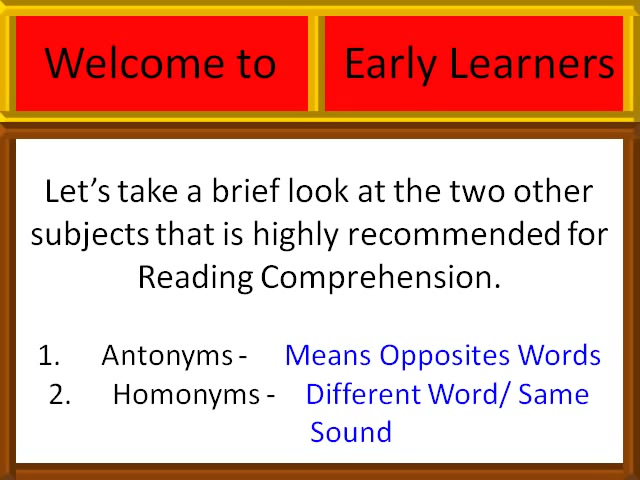 Welcome to Early Learners
Let's take a brief look at the two other
subjects that is highly recommended for
Reading Comprehension.
1. Antonyms - Means Opposites Words
2. Homonyms - Different Word/ Same
Sound